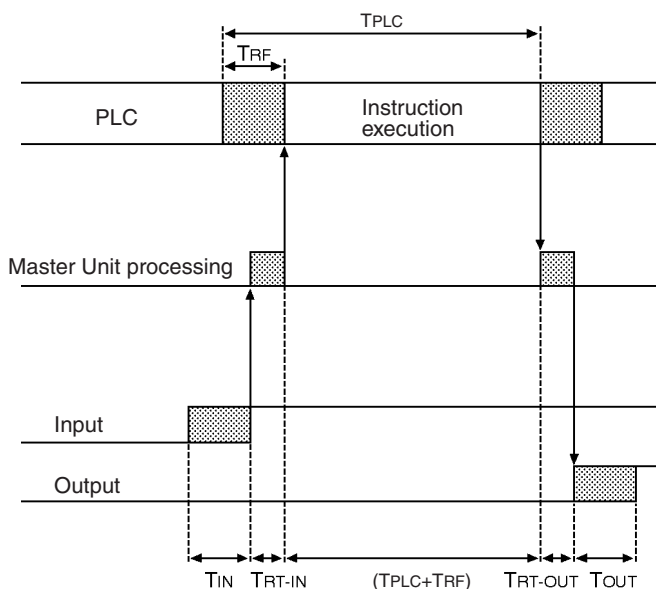 TPLC
TRF
PLC
Instruction
execution
Master Unit processing
Input
Output
TIN TRT-IN (TPLC+TRF) TRT-OUT TOUT